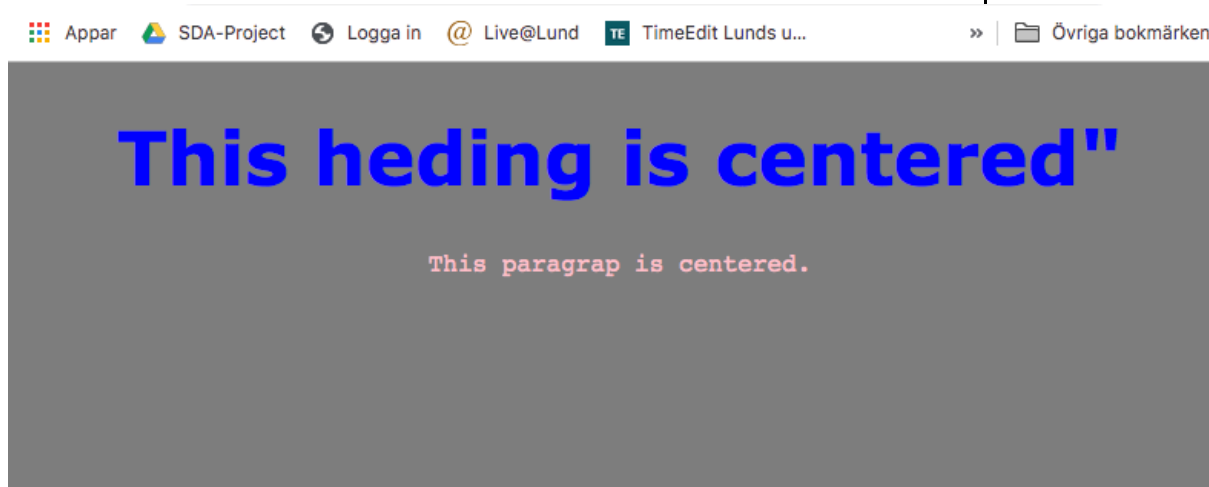 Appar SDA-Project Logga in @ Live@Lund TE TimeEdit Lunds u... » Övriga bokmärken
This heding is centered"
This paragrap is centered.